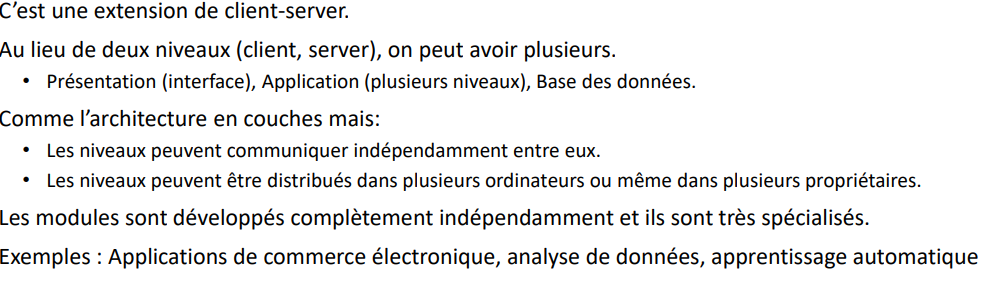 C’est une extension de client-server.
Au lieu de deux niveaux (client, server), on peut avoir plusieurs.
• Présentation (interface), Application (plusieurs niveaux), Base des données.
Comme l’architecture en couches mais:
• Les niveaux peuvent communiquer indépendamment entre eux.
• Les niveaux peuvent être distribués dans plusieurs ordinateurs ou même dans plusieurs propriétaires.
Les modules sont développés complètement indépendamment et ils sont très spécialisés.
Exemples : Applications de commerce électronique, analyse de données, apprentissage automatique